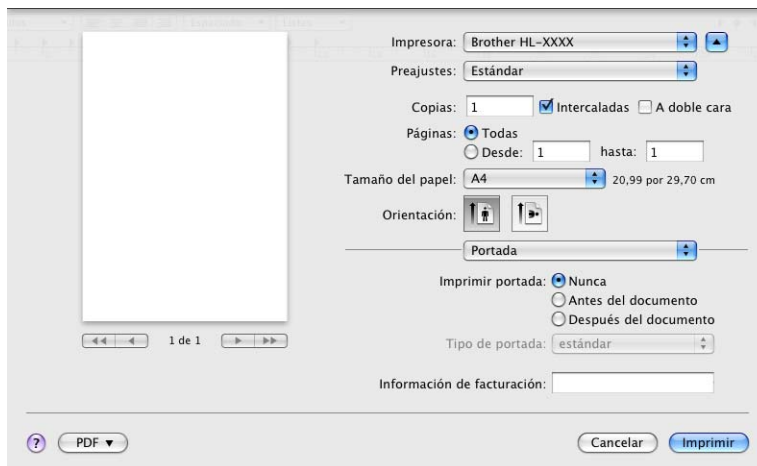 Impresora: Brother HL-XXXX
Preajustes: Estándar
Copias: 1 Intercaladas A doble cara
Páginas: Todas
Desde: 1 hasta: 1
Tamaño del papel: A4 20,99 por 29,70 cm
Orientación:
Portada
Imprimir portada: Nunca
Antes del documento
Después del documento
1 de 1
Tipo de portada: estándar
Información de facturación:
? PDF Cancelar Imprimir